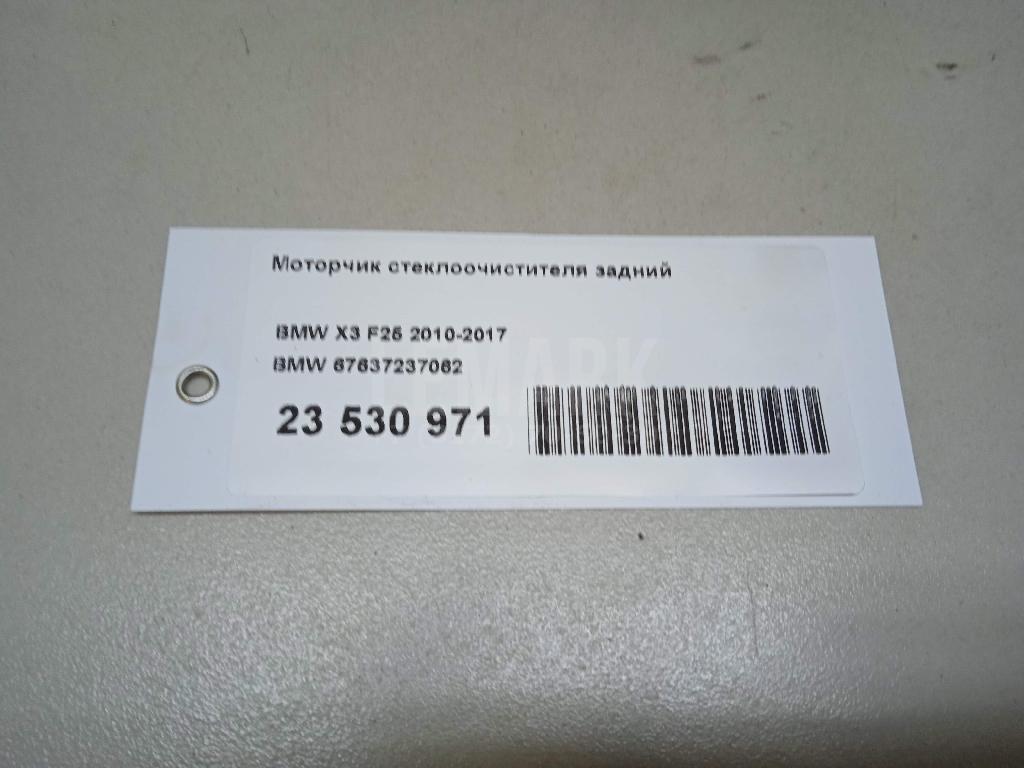 Моторчик стеклоочистителя задний
BMW X3 F25 2010-2017
BMW 67637237062
23 530 971